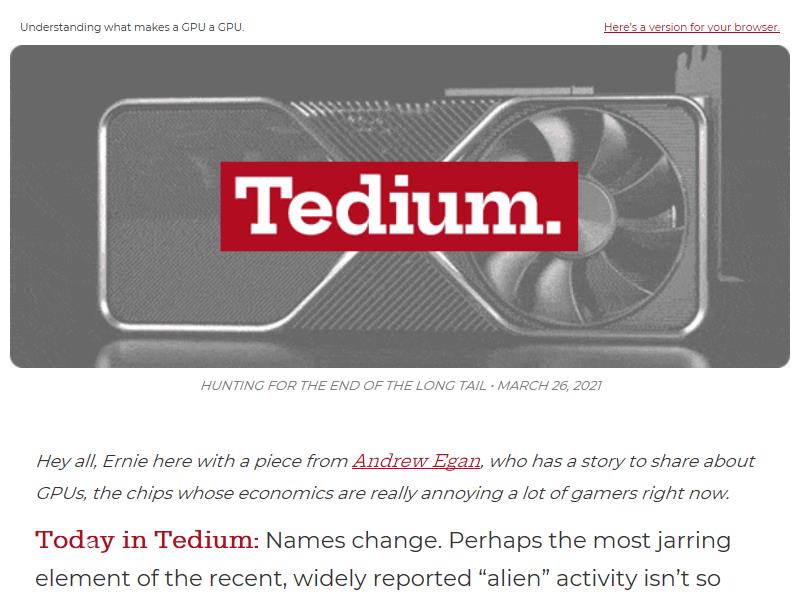 Understanding what makes a GPU a GPU.
Here's a version for your browser.
Tedium.
HUNTING FOR THE END OF THE LONG TAIL • MARCH 26, 2021
Hey all, Ernie here with a piece from Andrew Egan, who has a story to share about
GPUs, the chips whose economics are really annoying a lot of gamers right now.
Today in Tedium: Names change. Perhaps the most jarring
element of the recent, widely reported “alien” activity isn’t so